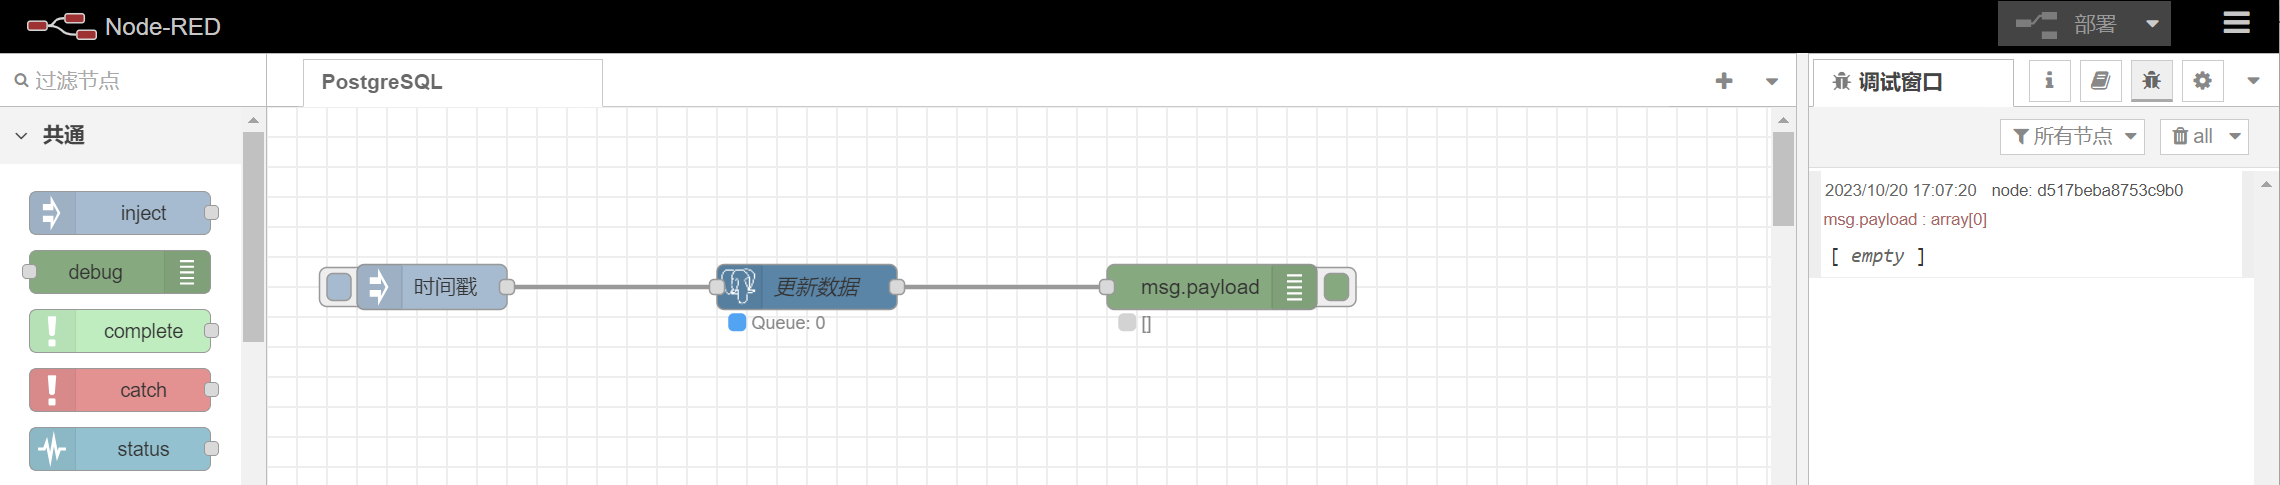 Node-RED
部署
过滤节点
PostgreSQL
调试窗口
共通
所有节点
all
inject
2023/10/20 17:07:20 node: d517beba8753c9b0
msg.payload : array[0]
[ empty ]
debug
时间戳
更新数据
msg.payload
Queue: 0
[]
complete
catch
status